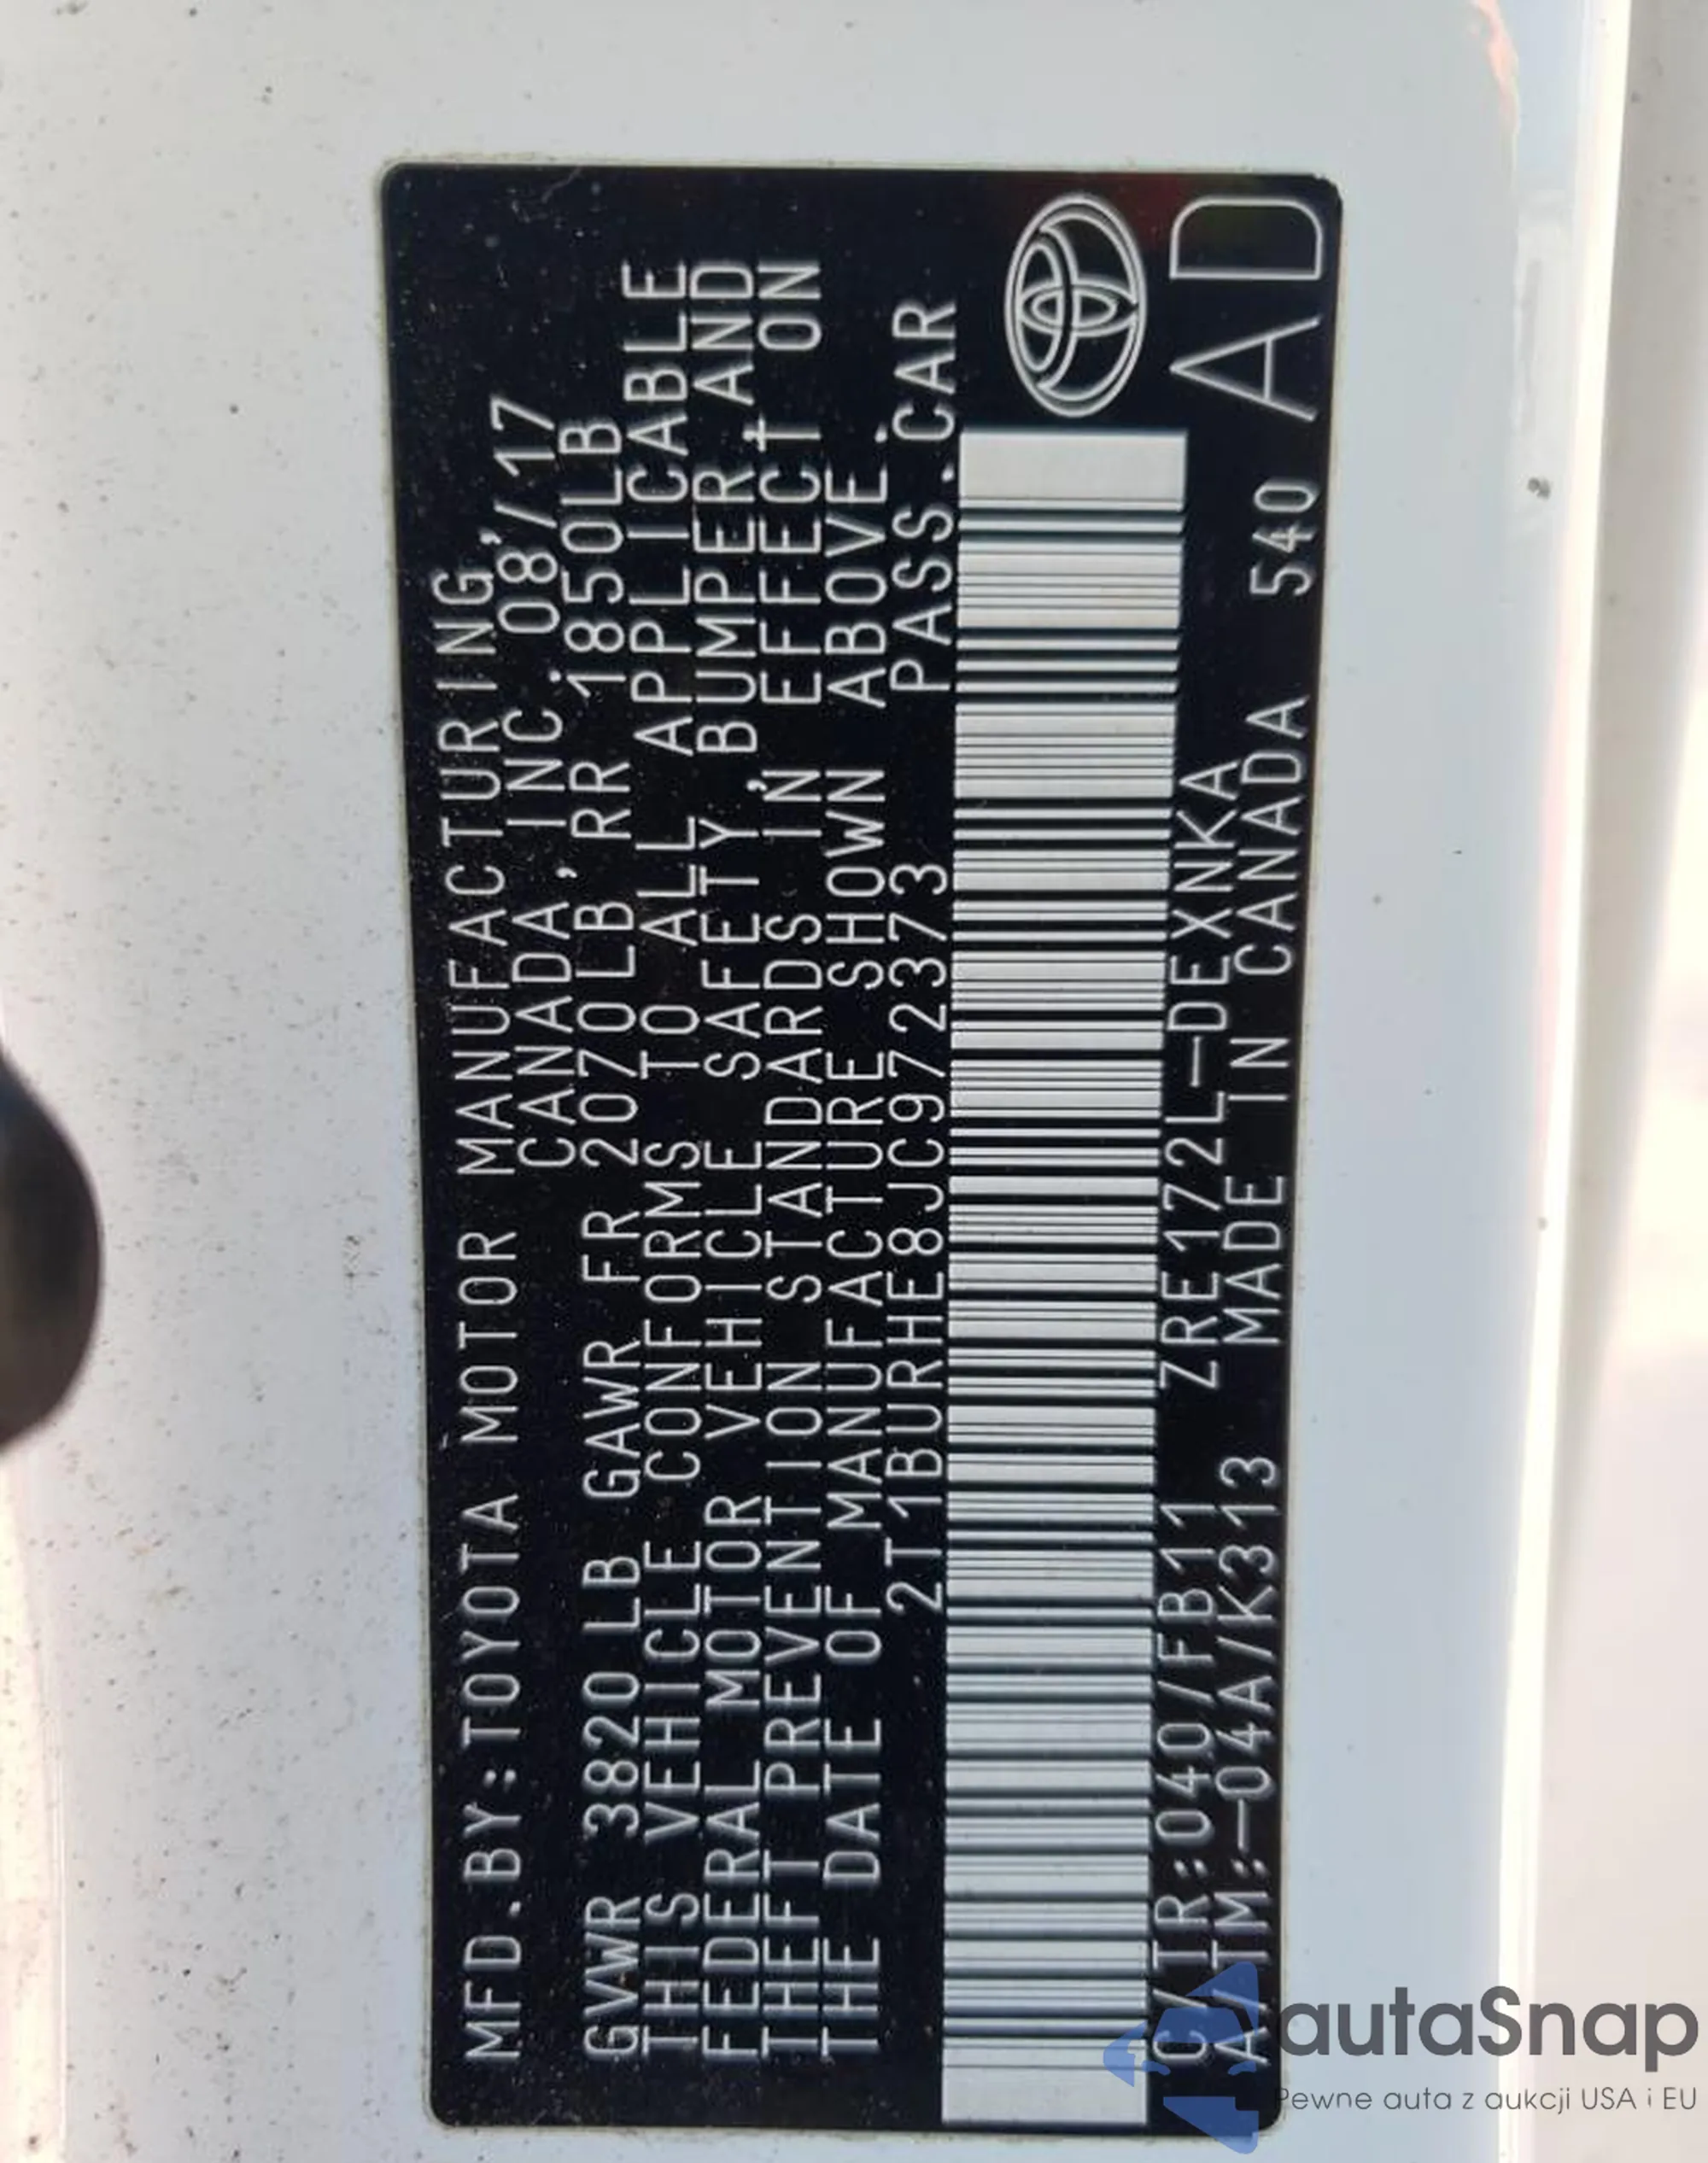 MFD.BY:TOYOTA MOTOR MANUFACTURING,
CANADA, INC. 08/17
GVWR 3820 LB GAWR FR 2070LB RR 1850LB
THIS VEHICLE CONFORMS TO ALL APPLICABLE
FEDERAL MOTOR VEHICLE SAFETY, BUMPER AND
THEFT PREVENTION STANDARDS IN EFFECT ON
THE DATE OF MANUFACTURE SHOWN ABOVE.
2T1BURHE8JC972373 PASS.CAR
C/TR:040/FB11 ZRE172L-DEXNKA
A/TM:-04A/K313 MADE IN CANADA 540
AD
autaSnap
Pewne auta z aukcji USA i EU